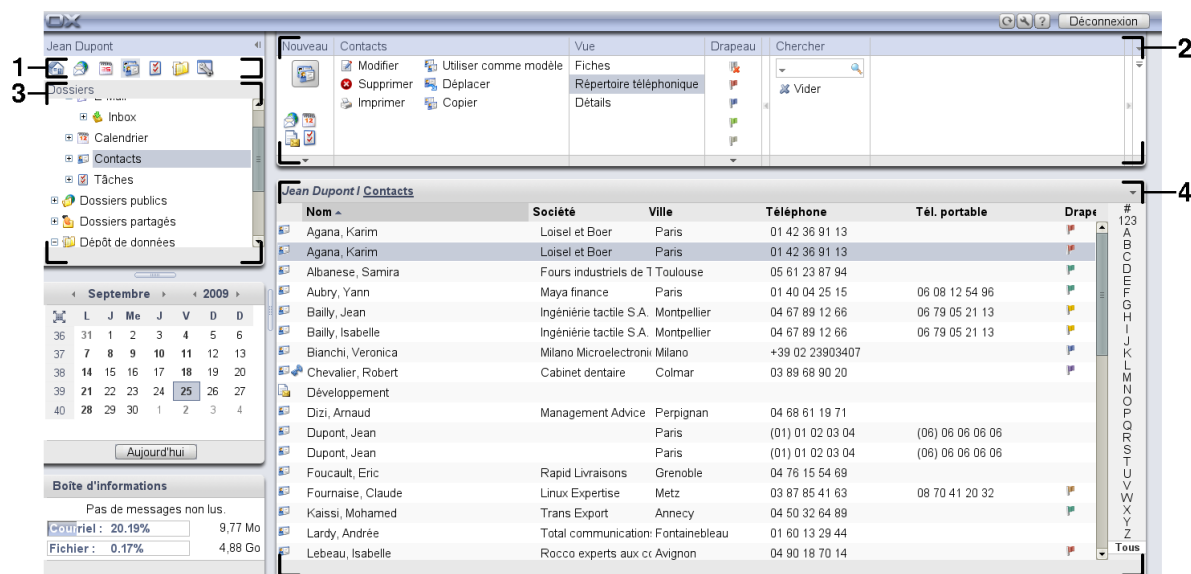 OX Déconnexion
Jean Dupont
1
3
Dossiers
E-Mail
Inbox
Calendrier
Contacts
Tâches
Dossiers publics
Dossiers partagés
Dépôt de données
Septembre 2009
L J Me J V D D
36 31 1 2 3 4 5 6
37 7 8 9 10 11 12 13
38 14 15 16 17 18 19 20
39 21 22 23 24 25 26 27
40 28 29 30 1 2 3 4
Aujourd'hui
Boîte d'informations
Pas de messages non lus.
Courriel : 20.19% 9,77 Mo
Fichier : 0.17% 4,88 Go
Nouveau Contacts Vue Drapeau Chercher
2
Modifier Utiliser comme modèle Fiches
Supprimer Déplacer Répertoire téléphonique
Vider
Imprimer Copier Détails
Jean Dupont / Contacts
4
Nom Société Ville Téléphone Tél. portable Drape
Agana, Karim Loisel et Boer Paris 01 42 36 91 13
Agana, Karim Loisel et Boer Paris 01 42 36 91 13
Albanese, Samira Fours industriels de T Toulouse 05 61 23 87 94
Aubry, Yann Maya finance Paris 01 40 04 25 15 06 08 12 54 96
Bailly, Jean Ingénièrie tactile S.A. Montpellier 04 67 89 12 66 06 79 05 21 13
Bailly, Isabelle Ingénièrie tactile S.A. Montpellier 04 67 89 12 66 06 79 05 21 13
Bianchi, Veronica Milano Microelectroni Milano +39 02 23903407
Chevalier, Robert Cabinet dentaire Colmar 03 89 68 90 20
Développement
Dizi, Arnaud Management Advice Perpignan 04 68 61 19 71
Dupont, Jean Paris (01) 01 02 03 04 (06) 06 06 06 06
Dupont, Jean Paris (01) 01 02 03 04 (06) 06 06 06 06
Foucault, Eric Rapid Livraisons Grenoble 04 76 15 54 69
Fournaise, Claude Linux Expertise Metz 03 87 85 41 63 08 70 41 20 32
Kaissi, Mohamed Trans Export Annecy 04 50 32 64 89
Lardy, Andrée Total communication Fontainebleau 01 60 13 29 44
Lebeau, Isabelle Rocco experts aux cc Avignon 04 90 18 70 14
#
123
A
B
C
D
E
F
G
H
I
J
K
L
M
N
O
P
Q
R
S
T
U
V
W
X
Y
Z
Tous